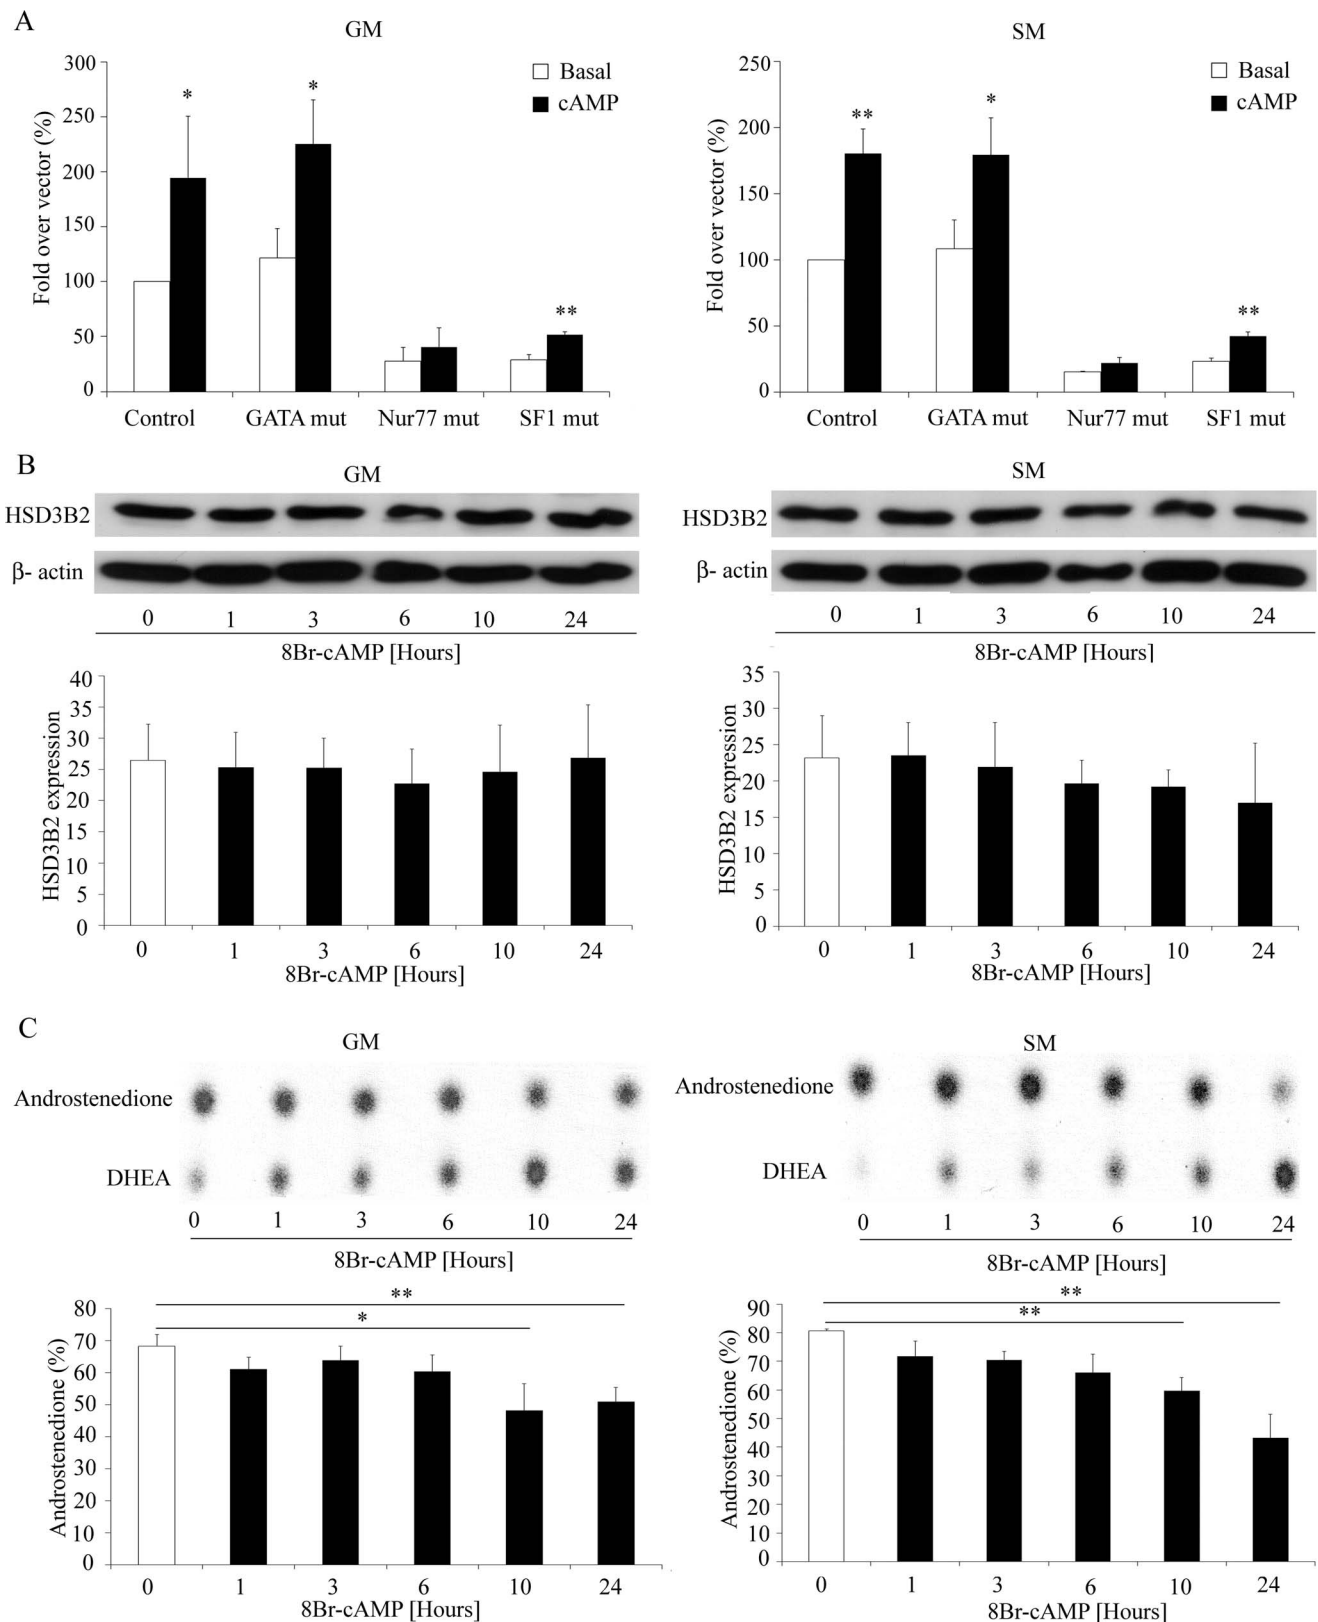 A
GM
Fold over vector (%)
300
250
200
150
100
50
0
Basal
cAMP
*
*
**
Control GATA mut Nur77 mut SF1 mut
SM
Fold over vector (%)
250
200
150
100
50
0
Basal
cAMP
**
*
**
Control GATA mut Nur77 mut SF1 mut
B
GM
HSD3B2
β- actin
0 1 3 6 10 24
8Br-cAMP [Hours]
HSD3B2 expression
40
35
30
25
20
15
10
5
0
0 1 3 6 10 24
8Br-cAMP [Hours]
SM
HSD3B2
β- actin
0 1 3 6 10 24
8Br-cAMP [Hours]
HSD3B2 expression
35
30
25
20
15
10
5
0
0 1 3 6 10 24
8Br-cAMP [Hours]
C
GM
Androstenedione
DHEA
0 1 3 6 10 24
8Br-cAMP [Hours]
Androstenedione (%)
80
70
60
50
40
30
20
10
0
**
*
0 1 3 6 10 24
8Br-cAMP [Hours]
SM
Androstenedione
DHEA
0 1 3 6 10 24
8Br-cAMP [Hours]
Androstenedione (%)
90
80
70
60
50
40
30
20
10
0
**
**
0 1 3 6 10 24
8Br-cAMP [Hours]